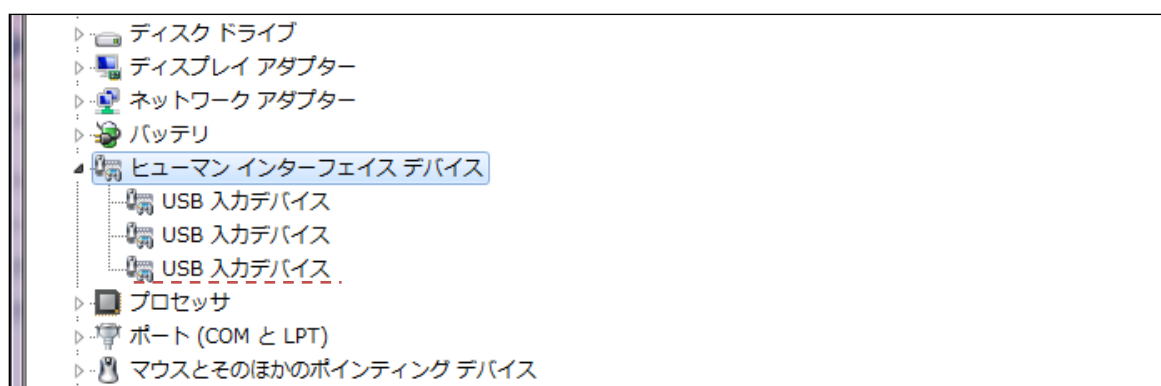 ディスク ドライブ
ディスプレイ アダプター
ネットワーク アダプター
バッテリ
ヒューマン インターフェイス デバイス
USB 入力デバイス
USB 入力デバイス
USB 入力デバイス
プロセッサ
ポート (COM と LPT)
マウスとそのほかのポインティング デバイス